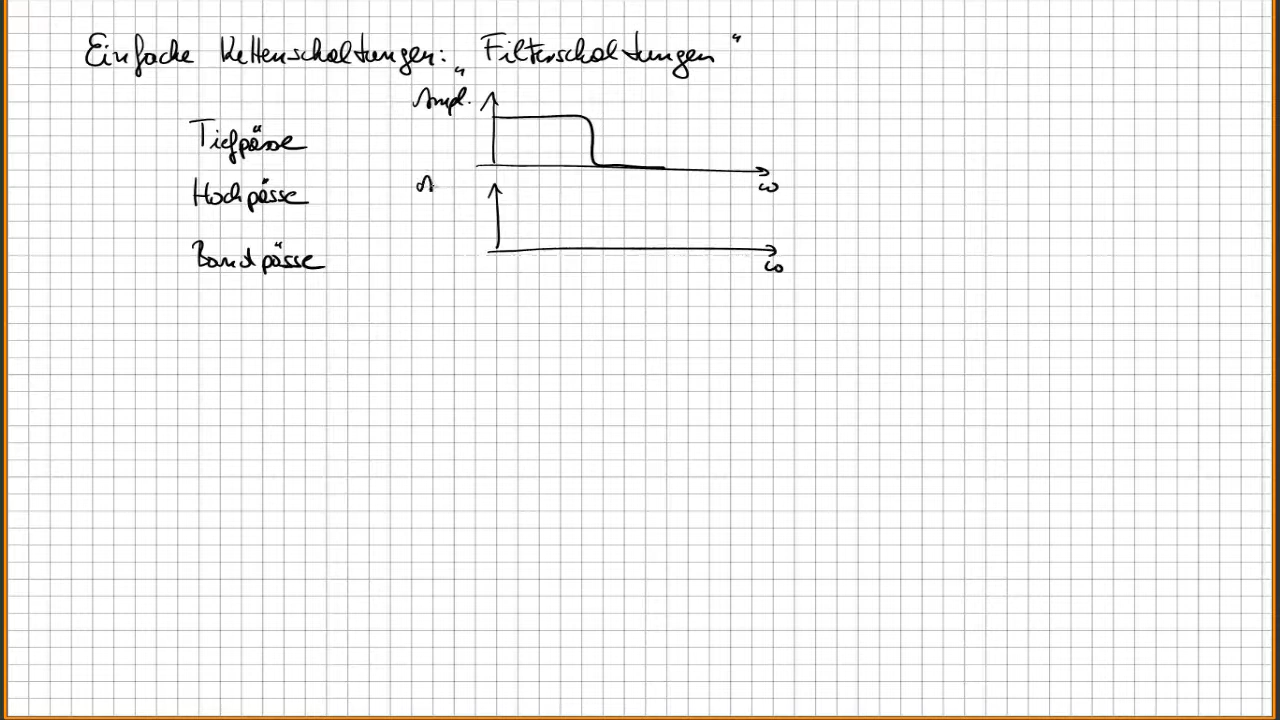 Einfache Kettenschaltungen: „Filterschaltungen“
Ampl.
Tiefpässe
ω
Hochpässe
A
ω
Bandpässe